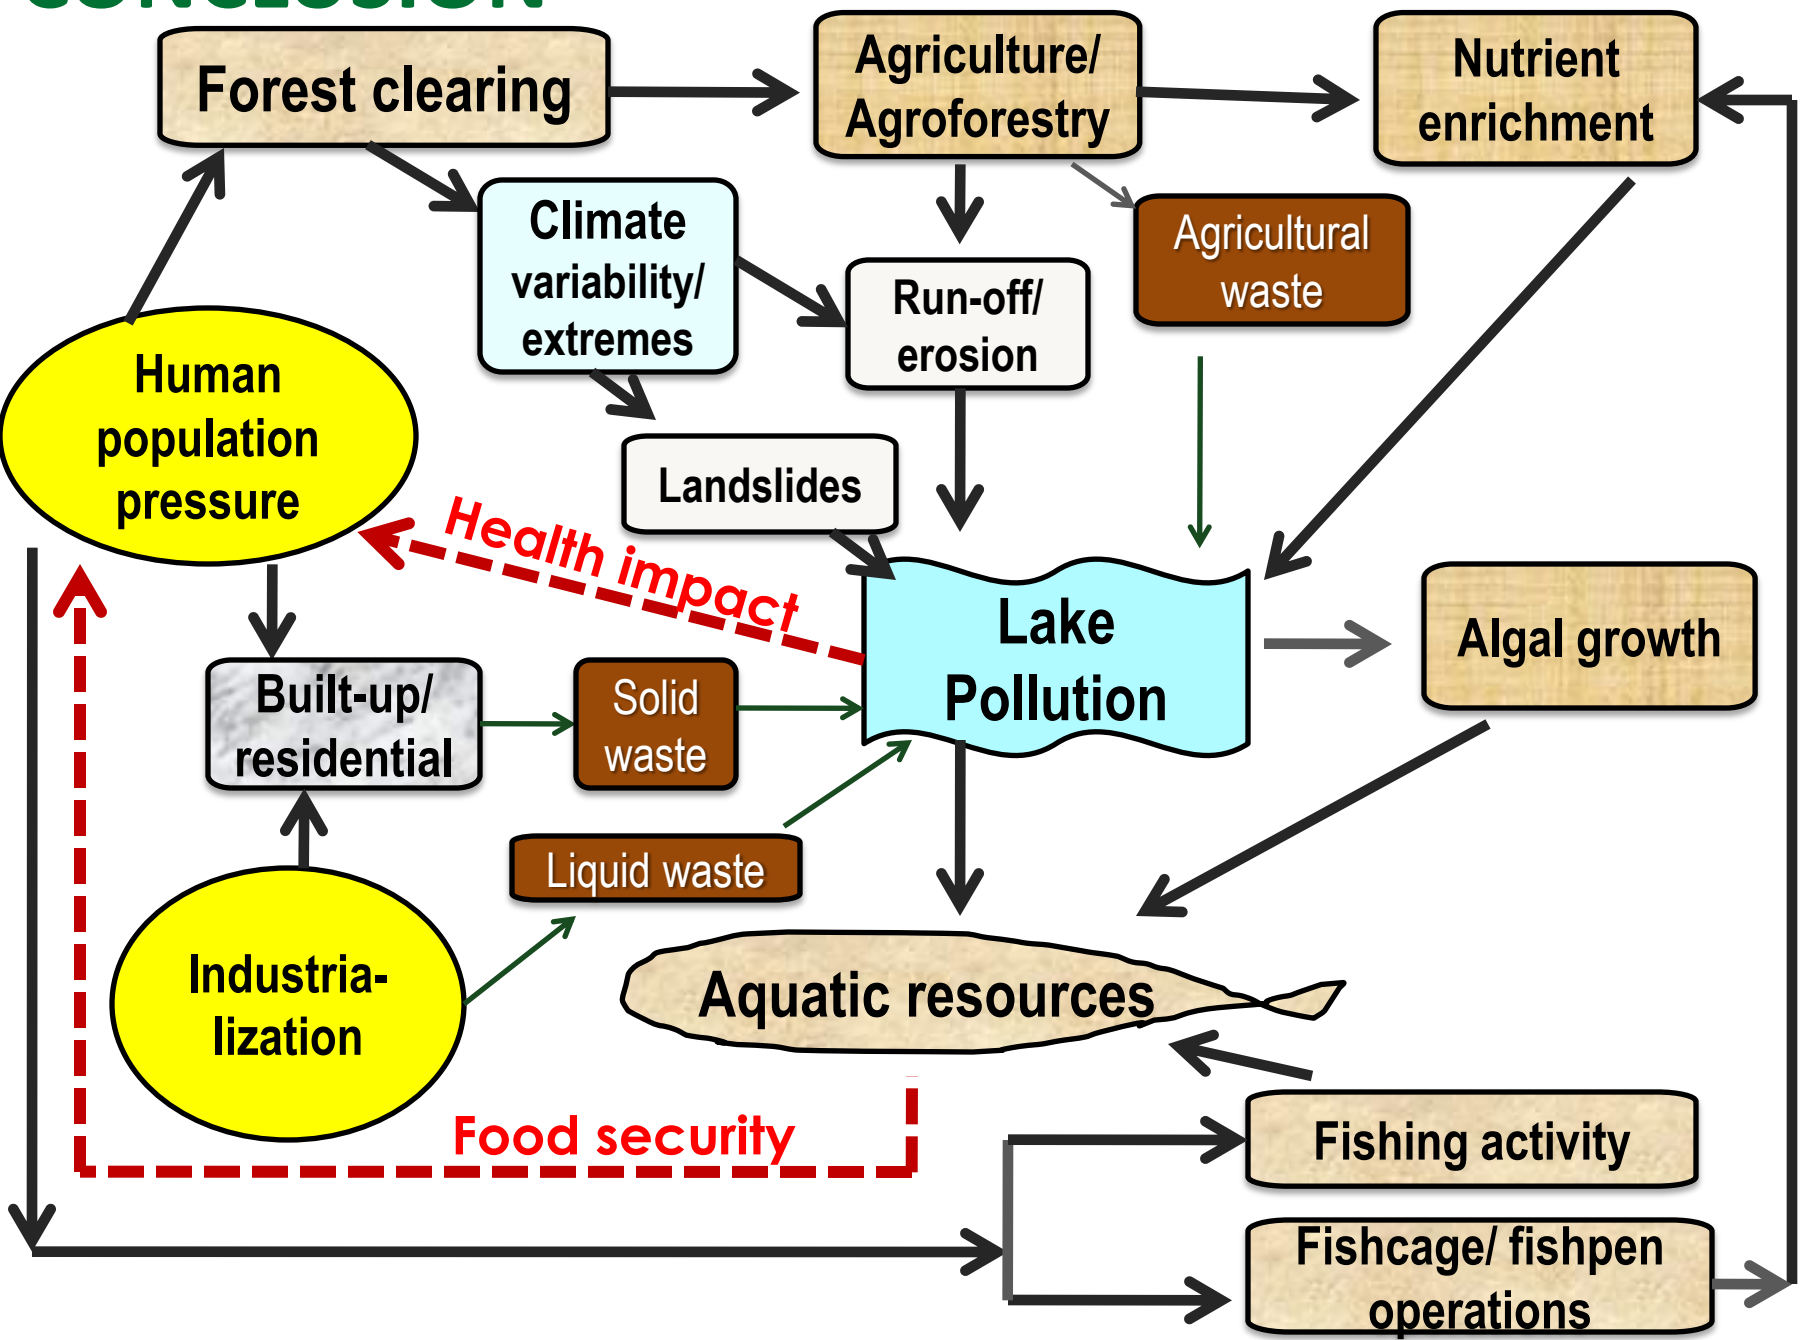 CONCLUSION
Forest clearing
Agriculture/
Agroforestry
Nutrient
enrichment
Climate
variability/
extremes
Agricultural
waste
Run-off/
erosion
Human
population
pressure
Landslides
Health impact
Lake
Pollution
Algal growth
Built-up/
residential
Solid
waste
Liquid waste
Industria-
lization
Aquatic resources
Food security
Fishing activity
Fishcage/ fishpen
operations